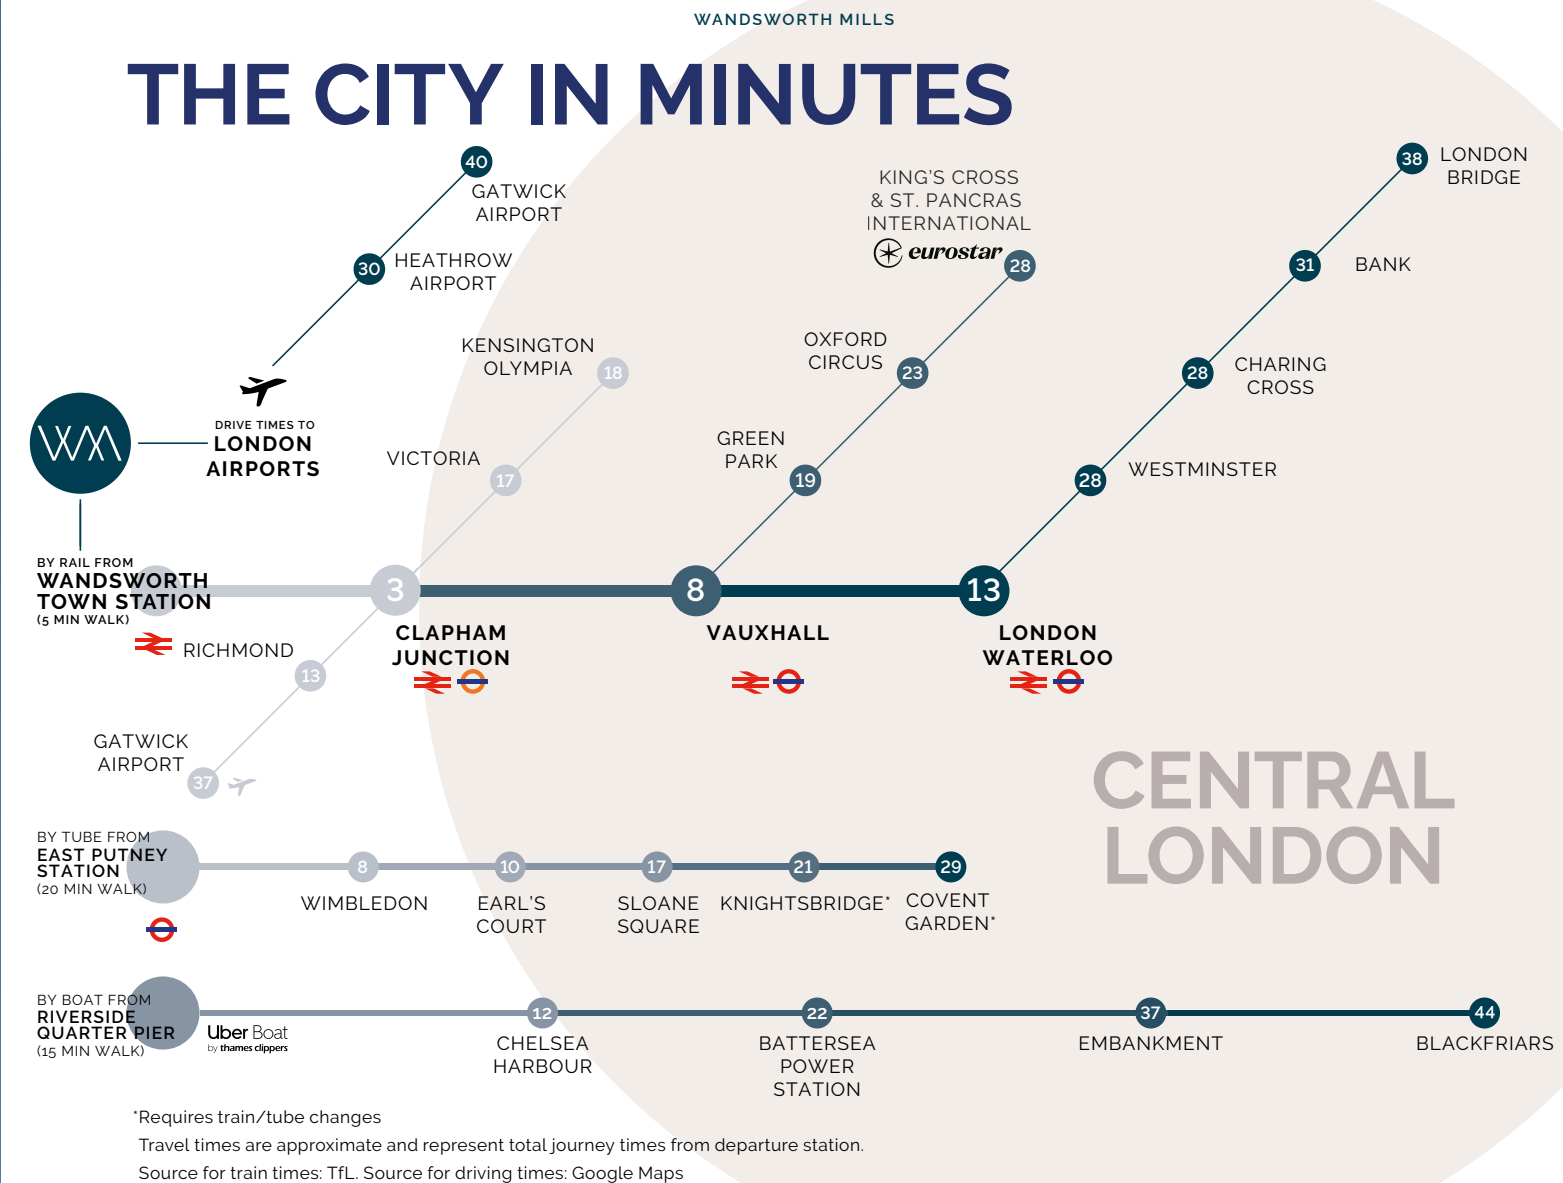 WANDSWORTH MILLS
THE CITY IN MINUTES
40
GATWICK
AIRPORT
30
HEATHROW
AIRPORT
DRIVE TIMES TO
LONDON
AIRPORTS
WM
BY RAIL FROM
WANDSWORTH
TOWN STATION
(5 MIN WALK)
3
CLAPHAM
JUNCTION
KENSINGTON
OLYMPIA
18
VICTORIA
17
RICHMOND
13
GATWICK
AIRPORT
37
8
VAUXHALL
KING'S CROSS
& ST. PANCRAS
INTERNATIONAL
eurostar
28
OXFORD
CIRCUS
23
GREEN
PARK
19
13
LONDON
WATERLOO
38
LONDON
BRIDGE
31
BANK
28
CHARING
CROSS
28
WESTMINSTER
CENTRAL
LONDON
BY TUBE FROM
EAST PUTNEY
STATION
(20 MIN WALK)
8
WIMBLEDON
10
EARL'S
COURT
17
SLOANE
SQUARE
21
KNIGHTSBRIDGE*
29
COVENT
GARDEN*
BY BOAT FROM
RIVERSIDE
QUARTER PIER
(15 MIN WALK)
Uber Boat
by thames clippers
12
CHELSEA
HARBOUR
22
BATTERSEA
POWER
STATION
37
EMBANKMENT
44
BLACKFRIARS
*Requires train/tube changes
Travel times are approximate and represent total journey times from departure station.
Source for train times: TfL. Source for driving times: Google Maps